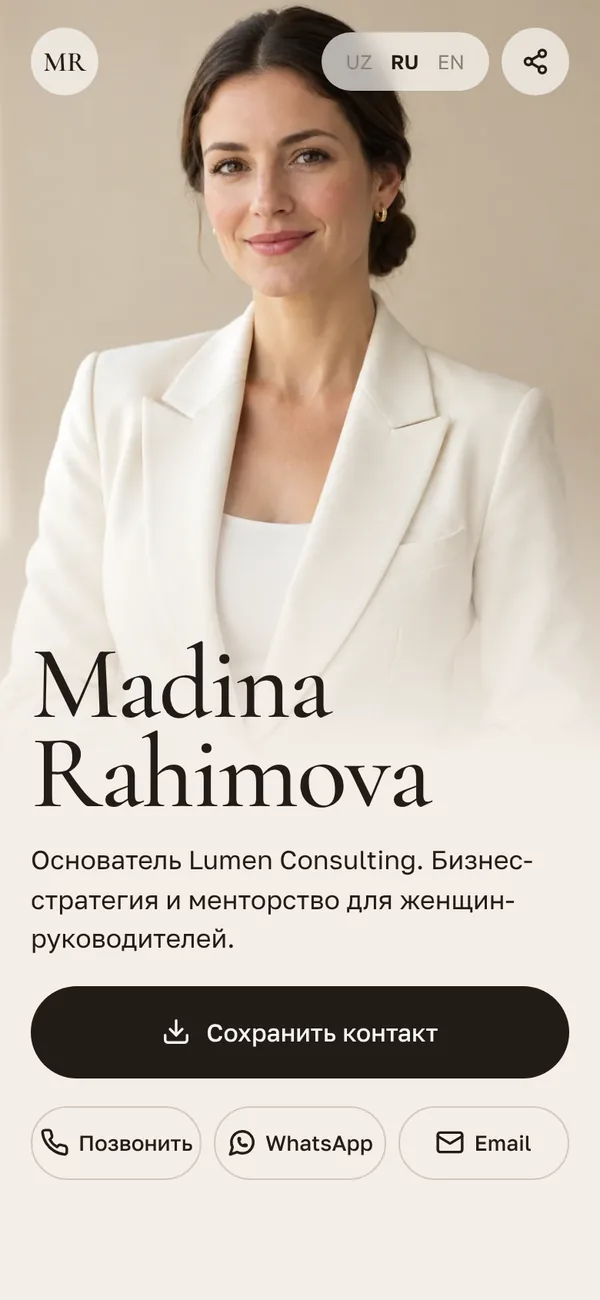 MR
UZ RU EN
Madina
Rahimova
Основатель Lumen Consulting. Бизнес-
стратегия и менторство для женщин-
руководителей.
Сохранить контакт
Позвонить WhatsApp Email